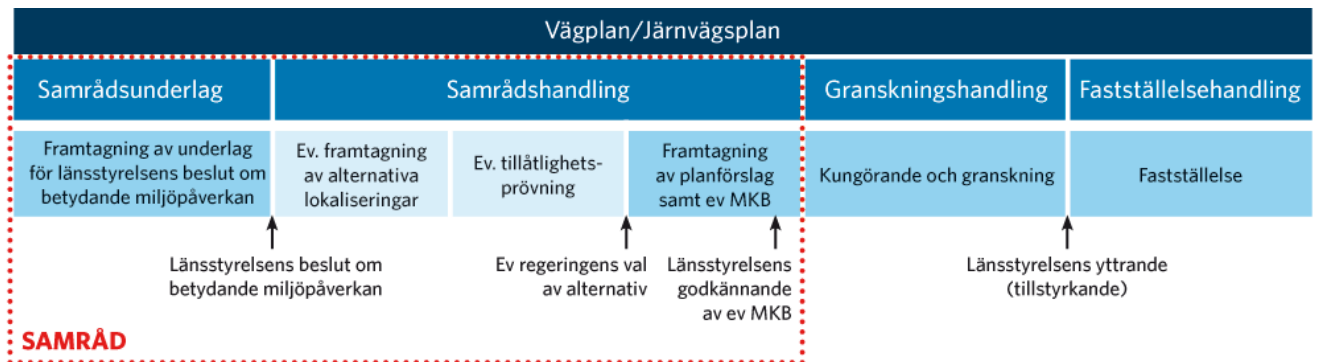 Vägplan/Järnvägsplan
Samrådsunderlag
Samrådshandling
Granskningshandling
Fastställelsehandling
Framtagning av underlag
för länsstyrelsens beslut om
betydande miljöpåverkan
Ev. framtagning
av alternativa
lokaliseringar
Ev. tillåtlighets-
prövning
Framtagning
av planförslag
samt ev MKB
Kungörande och granskning
Fastställelse
Länsstyrelsens beslut om
betydande miljöpåverkan
Ev regeringens val
av alternativ
Länsstyrelsens
godkännande
av ev MKB
Länsstyrelsens yttrande
(tillstyrkande)
SAMRÅD